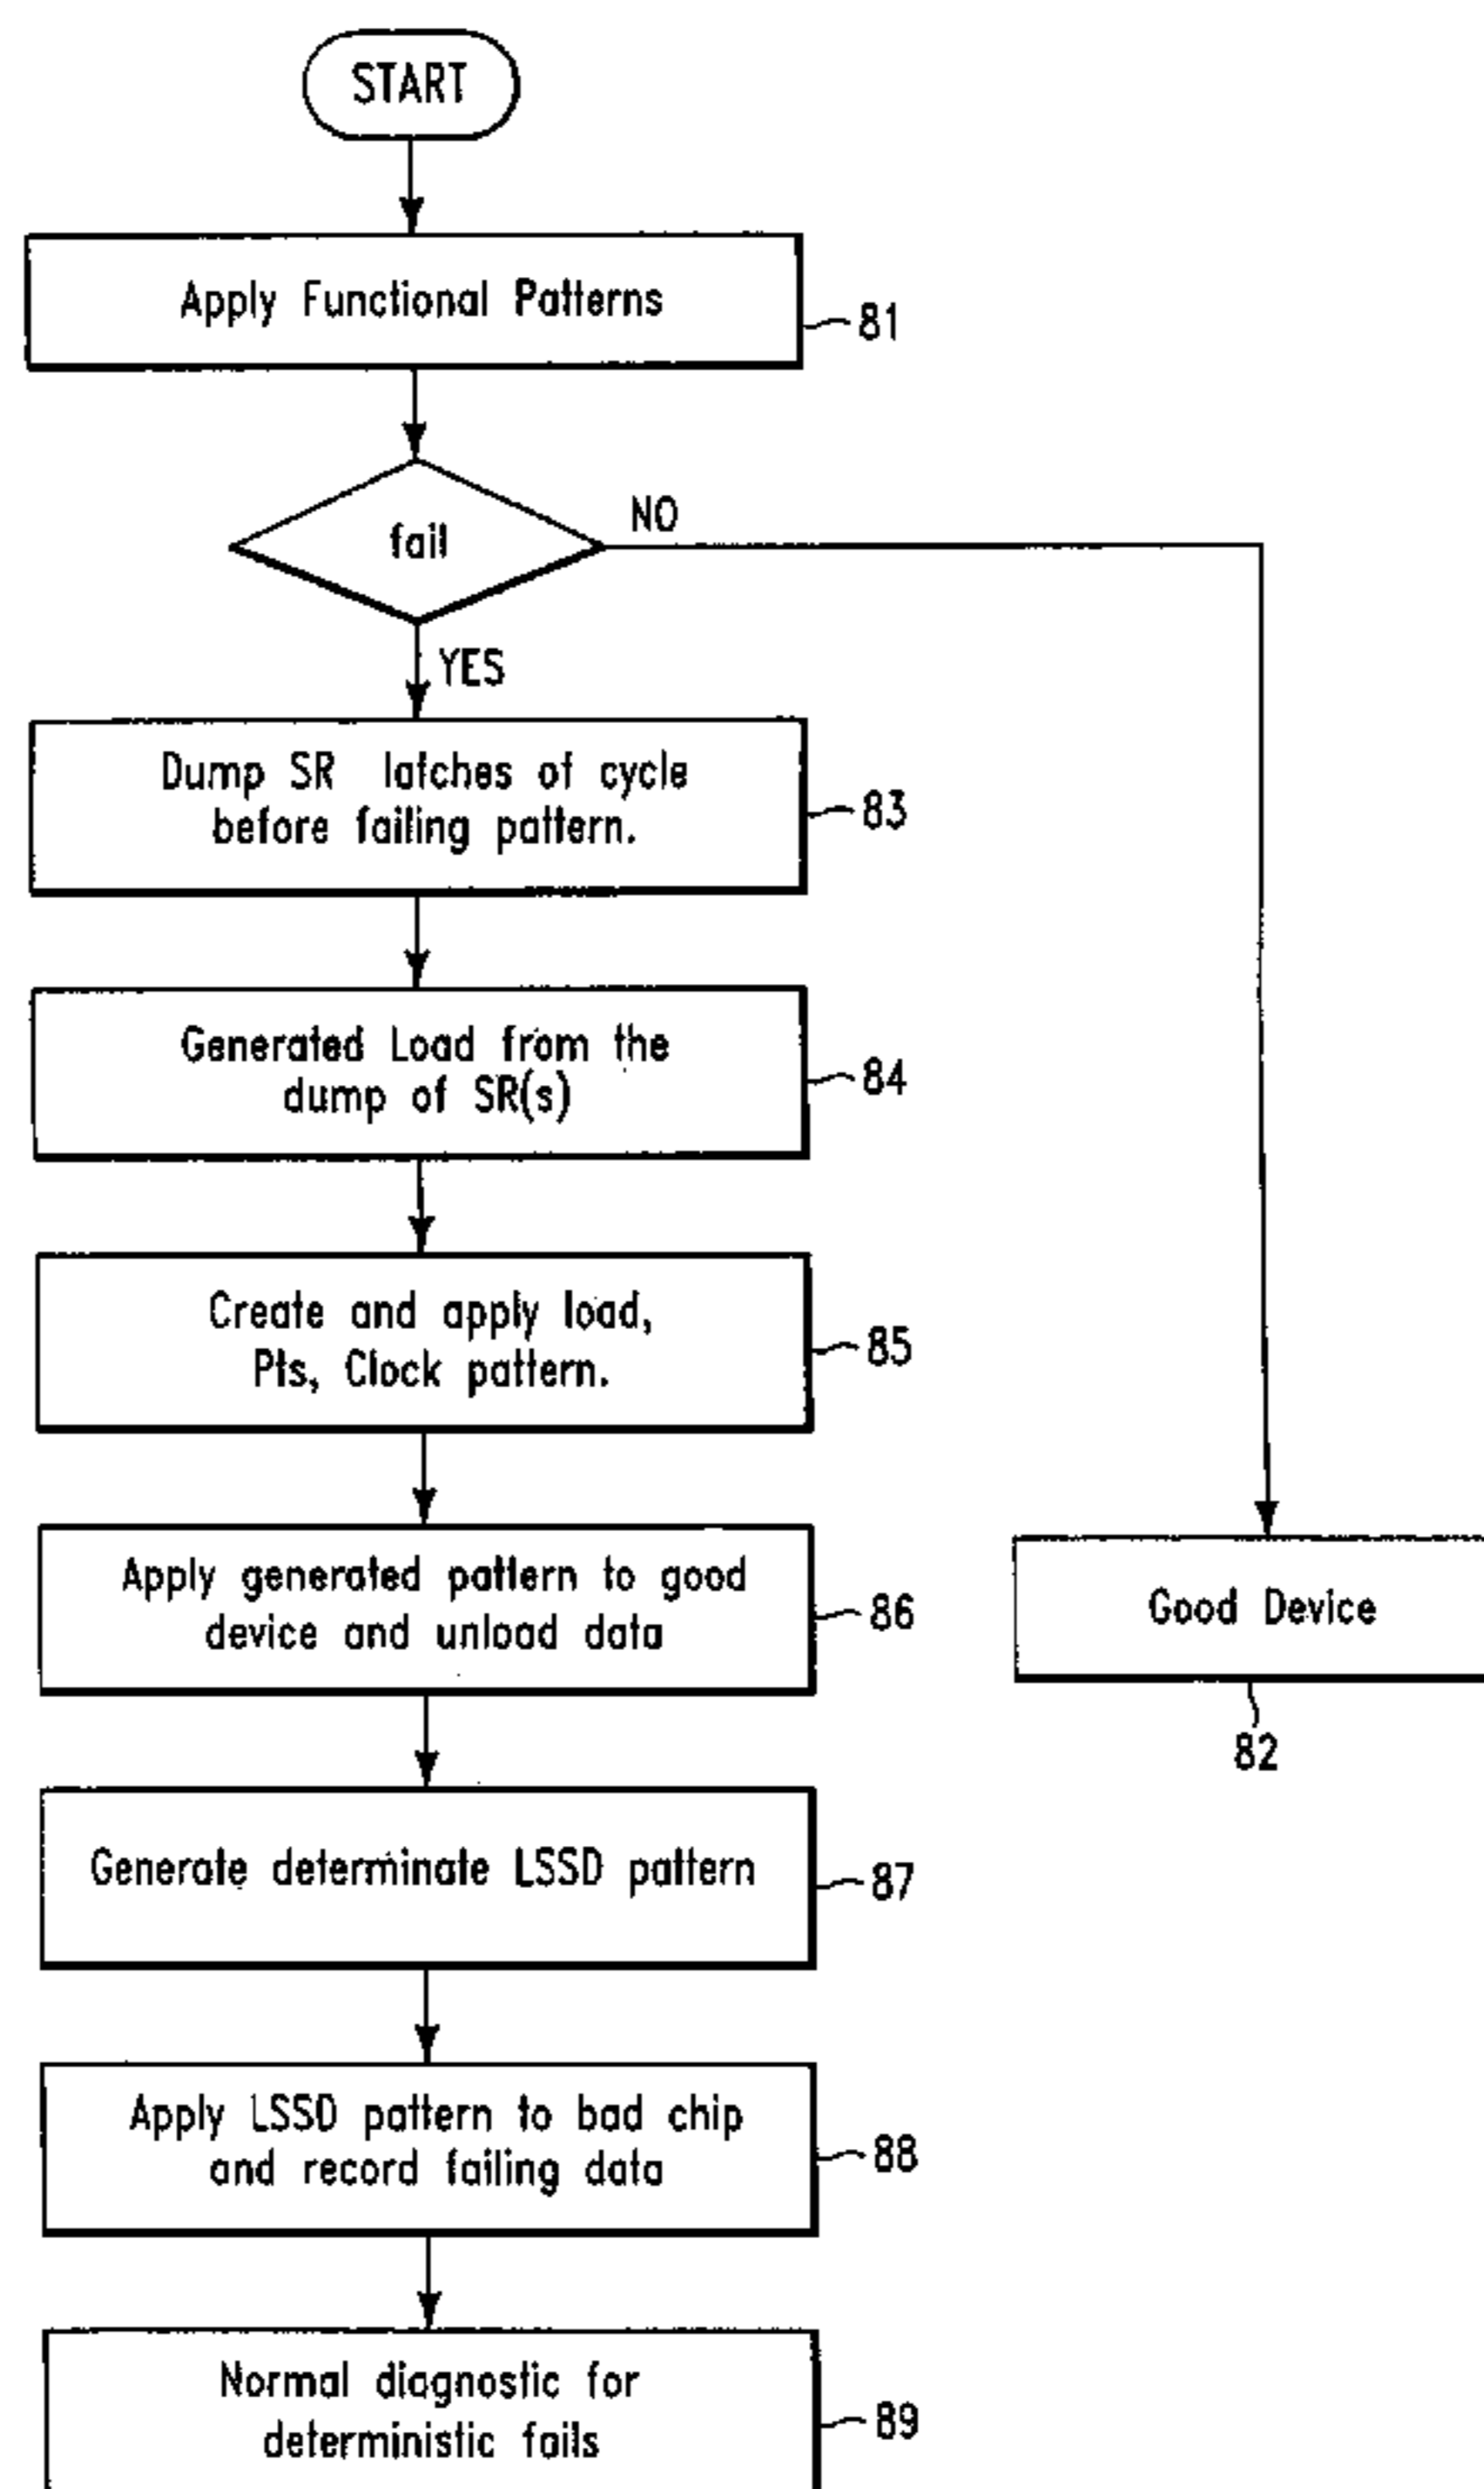 START
Apply Functional Patterns
81
fail
NO
YES
Dump SR latches of cycle
before failing pattern.
83
Generated Load from the
dump of SR(s)
84
Create and apply load,
PIs, Clock pattern.
85
Apply generated pattern to good
device and unload data
86
Good Device
82
Generate determinate LSSD pattern
87
Apply LSSD pattern to bad chip
and record failing data
88
Normal diagnostic for
deterministic fails
89